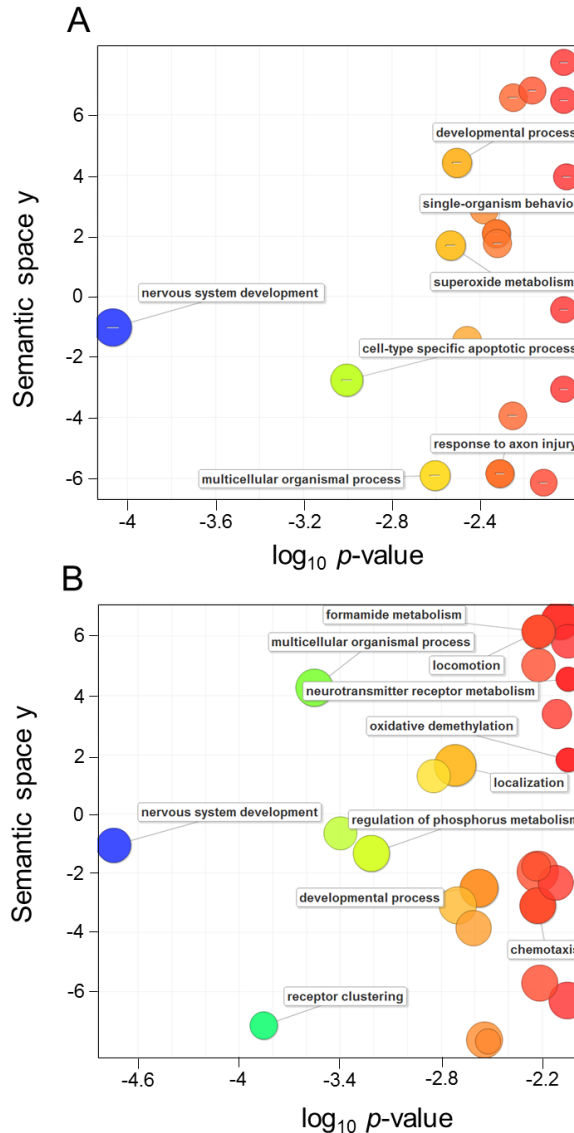 A
Semantic space y
6
4
2
0
-2
-4
-6
developmental process
single-organism behavior
superoxide metabolism
nervous system development
cell-type specific apoptotic process
response to axon injury
multicellular organismal process
-4
-3.6
-3.2
-2.8
-2.4
log10 p-value
B
Semantic space y
6
4
2
0
-2
-4
-6
formamide metabolism
multicellular organismal process
locomotion
neurotransmitter receptor metabolism
oxidative demethylation
localization
nervous system development
regulation of phosphorus metabolism
developmental process
chemotaxis
receptor clustering
-4.6
-4
-3.4
-2.8
-2.2
log10 p-value